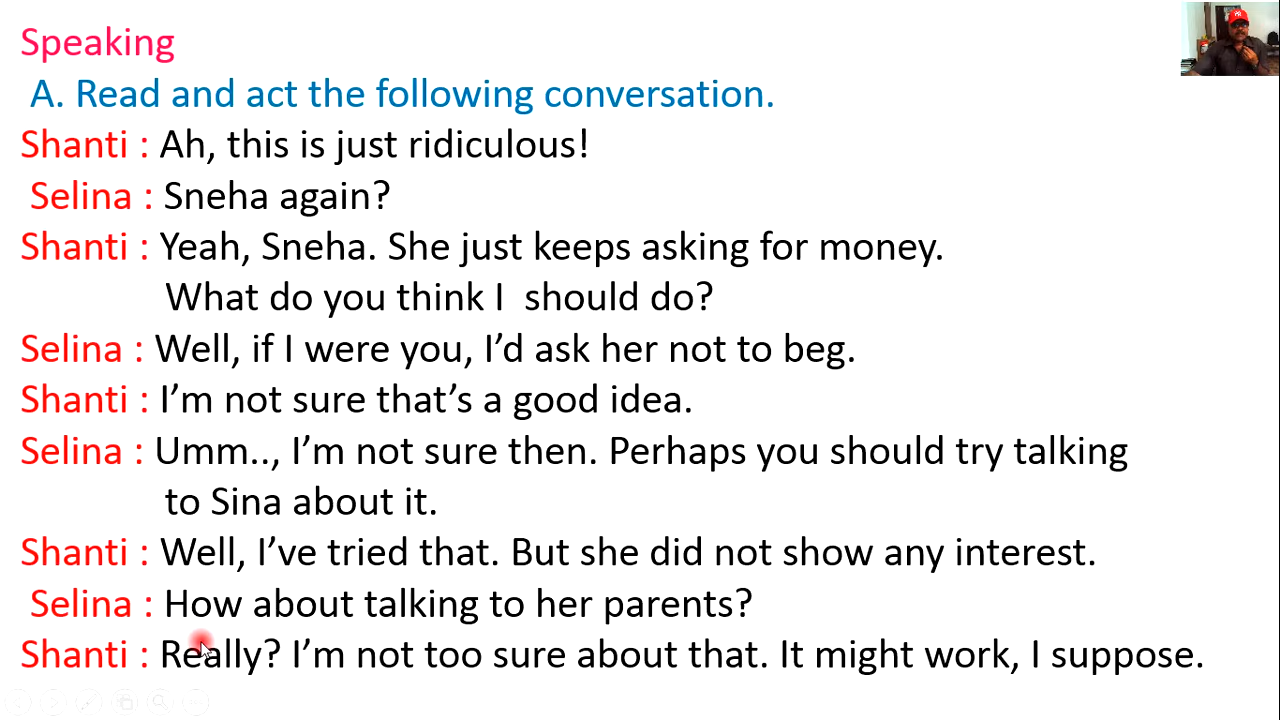 Speaking
A. Read and act the following conversation.
Shanti : Ah, this is just ridiculous!
Selina : Sneha again?
Shanti : Yeah, Sneha. She just keeps asking for money.
What do you think I should do?
Selina : Well, if I were you, I’d ask her not to beg.
Shanti : I’m not sure that’s a good idea.
Selina : Umm.., I’m not sure then. Perhaps you should try talking
to Sina about it.
Shanti : Well, I’ve tried that. But she did not show any interest.
Selina : How about talking to her parents?
Shanti : Really? I’m not too sure about that. It might work, I suppose.